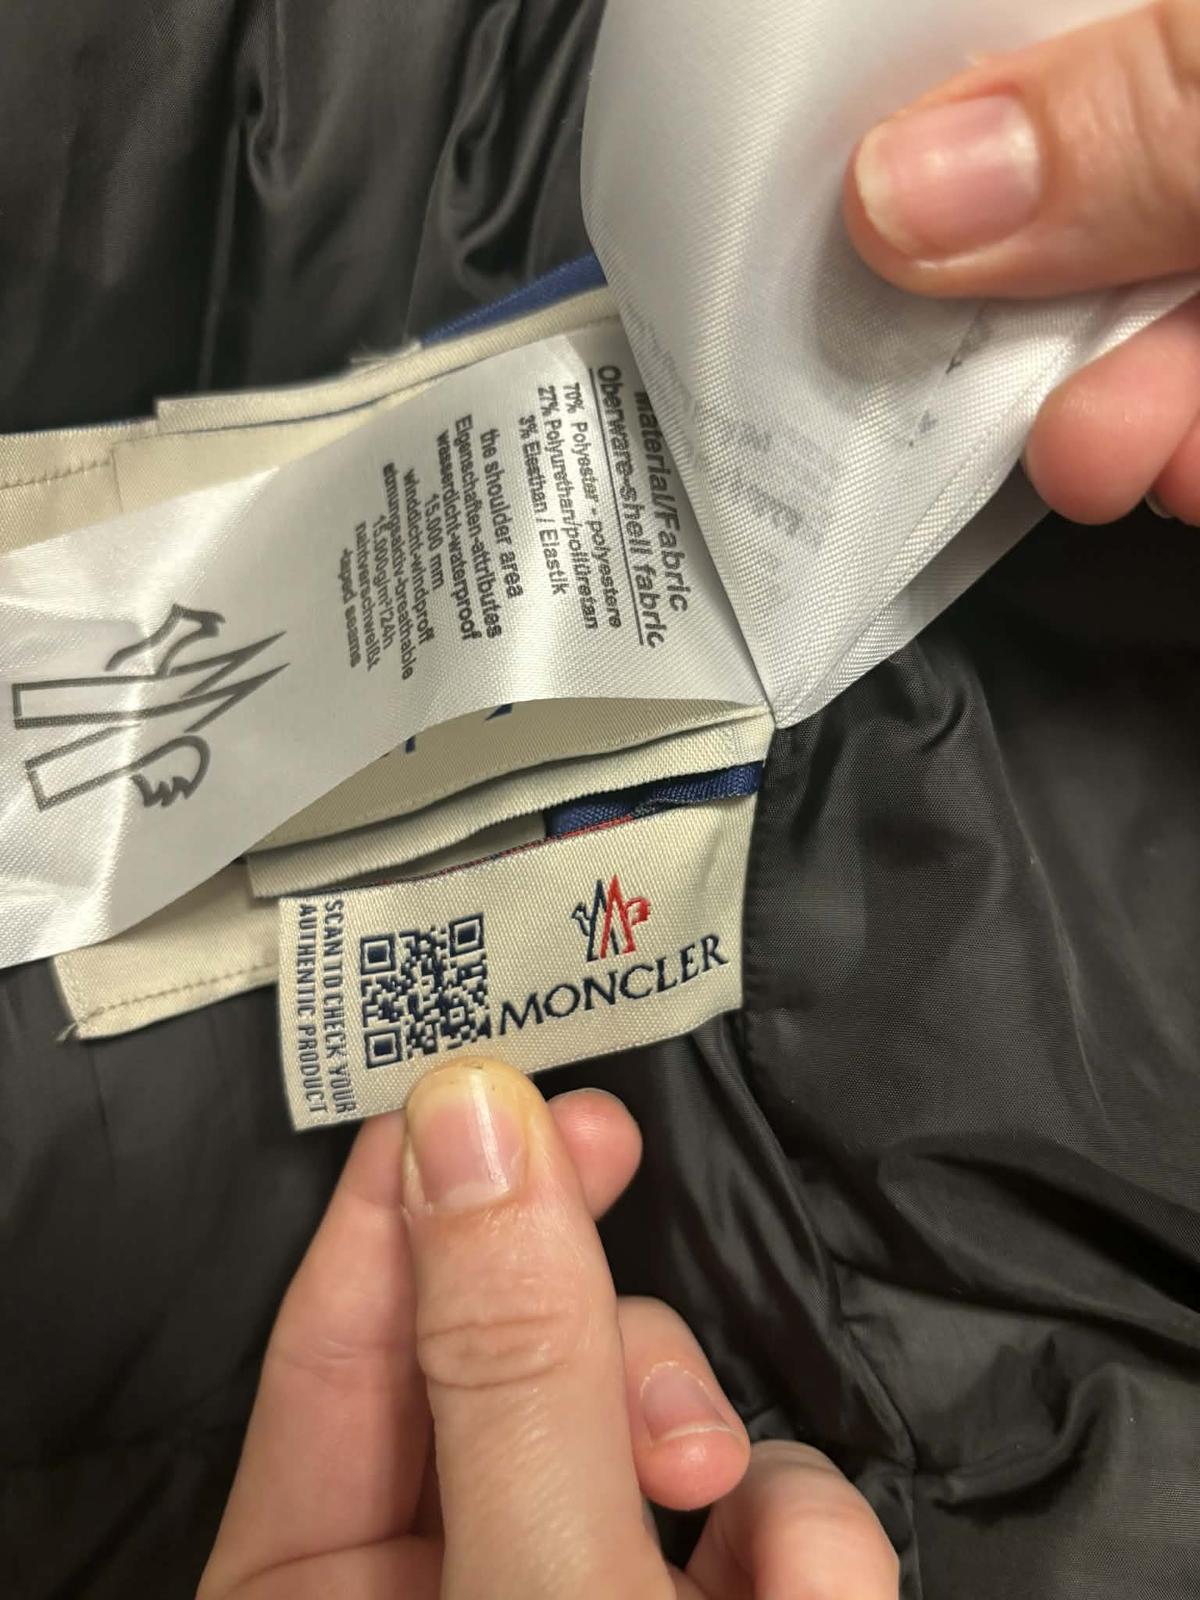 Material/Fabric
Oberware-shell fabric
70% Polyester - polyestere
27% Polyurethan/poliüretan
3% Elesthan / Elastik
the shoulder area
Eigenschaften-attributes
wasserdicht-waterproof
15.000 mm
winddicht-windproff
atmungsaktiv-breathable
15.000g/m²/24h
nahtverschweißt
-taped seams
MONCLER
SCAN TO CHECK YOUR
AUTHENTIC PRODUCT